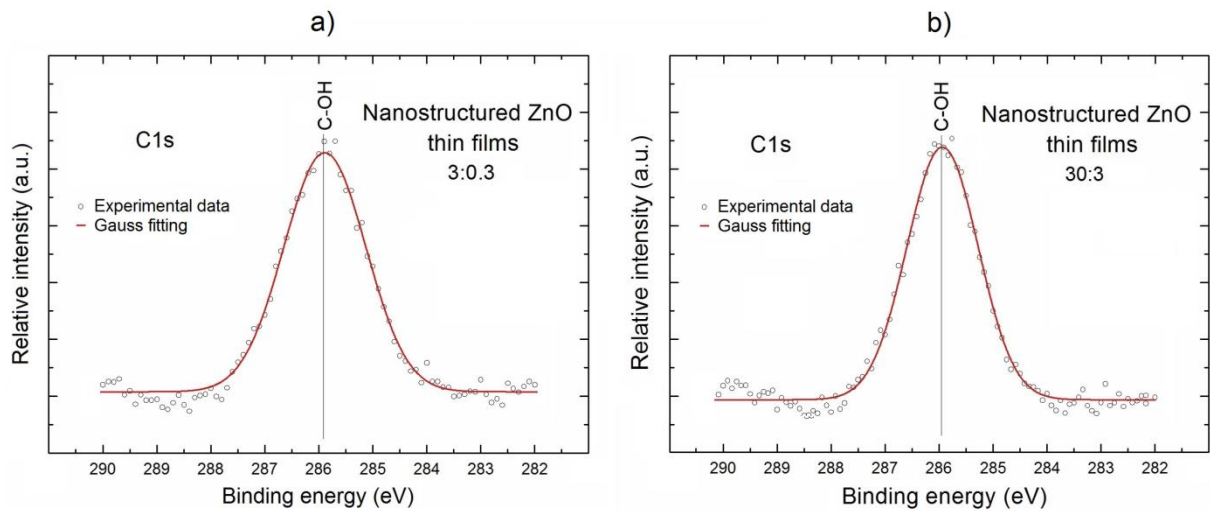 a)
C-OH
Nanostructured ZnO
thin films
3:0.3
C1s
Experimental data
Gauss fitting
Relative intensity (a.u.)
290 289 288 287 286 285 284 283 282
Binding energy (eV)
b)
C-OH
Nanostructured ZnO
thin films
30:3
C1s
Experimental data
Gauss fitting
Relative intensity (a.u.)
290 289 288 287 286 285 284 283 282
Binding energy (eV)